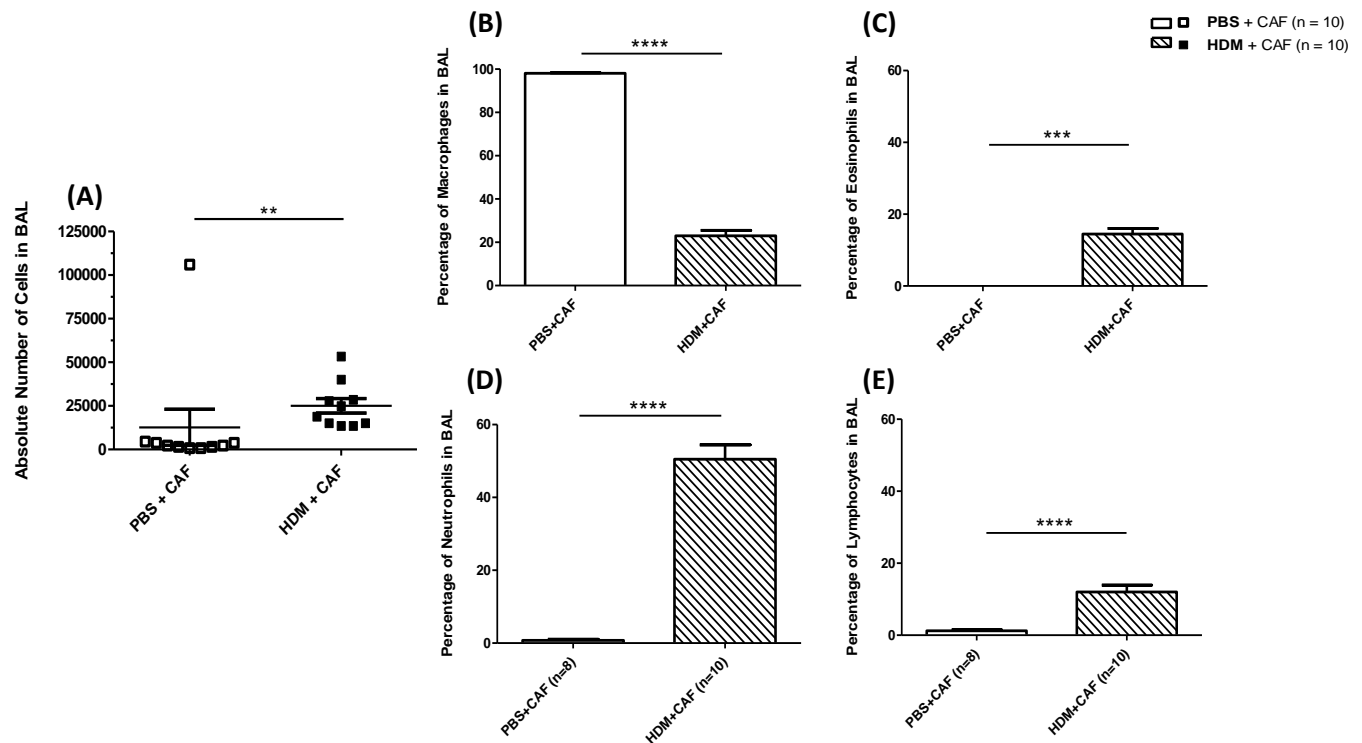 (A)
**
Absolute Number of Cells in BAL
125000
100000
75000
50000
25000
0
PBS + CAF
HDM + CAF
(B)
****
Percentage of Macrophages in BAL
100
80
60
40
20
0
PBS+CAF
HDM+CAF
(C)
***
Percentage of Eosinophils in BAL
60
40
20
0
PBS+CAF
HDM+CAF
PBS + CAF (n = 10)
HDM + CAF (n = 10)
(D)
****
Percentage of Neutrophils in BAL
60
40
20
0
PBS+CAF (n=8)
HDM+CAF (n=10)
(E)
****
Percentage of Lymphocytes in BAL
60
40
20
0
PBS+CAF (n=8)
HDM+CAF (n=10)